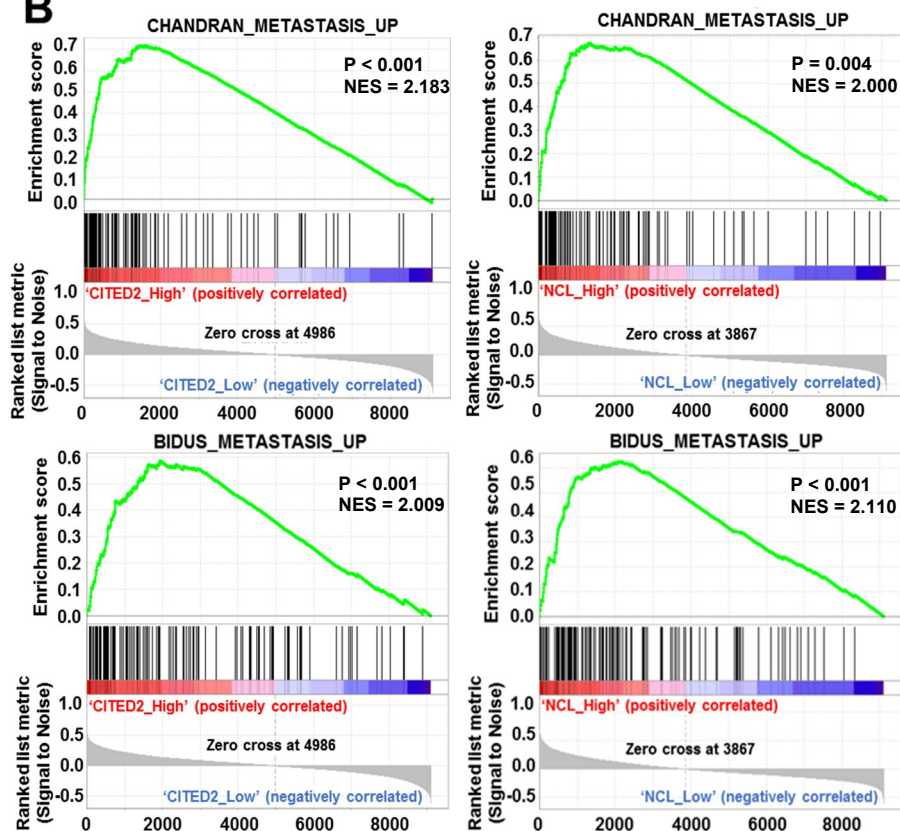 B
CHANDRAN_METASTASIS_UP
Enrichment score
0.7
0.6
0.5
0.4
0.3
0.2
0.1
0.0
P < 0.001
NES = 2.183
Ranked list metric
(Signal to Noise)
1.0
0.5
0.0
-0.5
‘CITED2_High’ (positively correlated)
Zero cross at 4986
‘CITED2_Low’ (negatively correlated)
0 2000 4000 6000 8000
CHANDRAN_METASTASIS_UP
Enrichment score
0.7
0.6
0.5
0.4
0.3
0.2
0.1
0.0
P = 0.004
NES = 2.000
Ranked list metric
(Signal to Noise)
1.0
0.5
0.0
-0.5
‘NCL_High’ (positively correlated)
Zero cross at 3867
‘NCL_Low’ (negatively correlated)
0 2000 4000 6000 8000
BIDUS_METASTASIS_UP
Enrichment score
0.6
0.5
0.4
0.3
0.2
0.1
0.0
P < 0.001
NES = 2.009
Ranked list metric
(Signal to Noise)
1.0
0.5
0.0
-0.5
‘CITED2_High’ (positively correlated)
Zero cross at 4986
‘CITED2_Low’ (negatively correlated)
0 2000 4000 6000 8000
BIDUS_METASTASIS_UP
Enrichment score
0.6
0.5
0.4
0.3
0.2
0.1
0.0
P < 0.001
NES = 2.110
Ranked list metric
(Signal to Noise)
1.0
0.5
0.0
-0.5
‘NCL_High’ (positively correlated)
Zero cross at 3867
‘NCL_Low’ (negatively correlated)
0 2000 4000 6000 8000